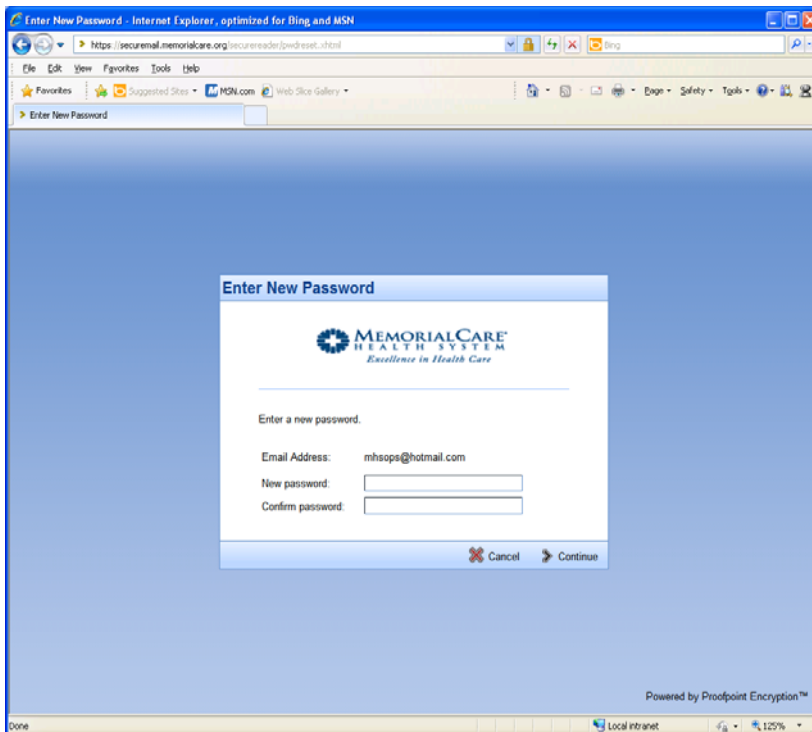 Enter New Password - Internet Explorer, optimized for Bing and MSN
https://securemail.memorialcare.org/securereader/pwdreset.xhtml
Bing
File Edit View Favorites Tools Help
Favorites Suggested Sites MSN.com Web Slice Gallery Page Safety Tools
Enter New Password
Enter New Password
MEMORIALCARE
HEALTH SYSTEM
Excellence in Health Care
Enter a new password.
Email Address: mhsops@hotmail.com
New password:
Confirm password:
Cancel Continue
Powered by Proofpoint Encryption™
Done Local intranet 125%